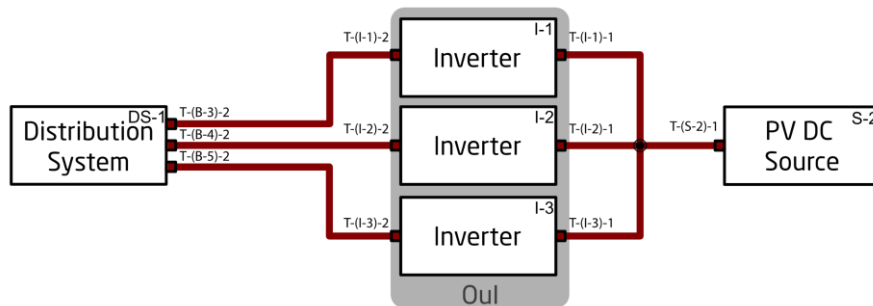 T-(I-1)-2
I-1
Inverter
T-(I-1)-1
DS-1
Distribution
System
T-(B-3)-2
T-(B-4)-2
T-(B-5)-2
T-(I-2)-2
I-2
Inverter
T-(I-2)-1
T-(S-2)-1
S-2
PV DC
Source
T-(I-3)-2
I-3
Inverter
T-(I-3)-1
OuI